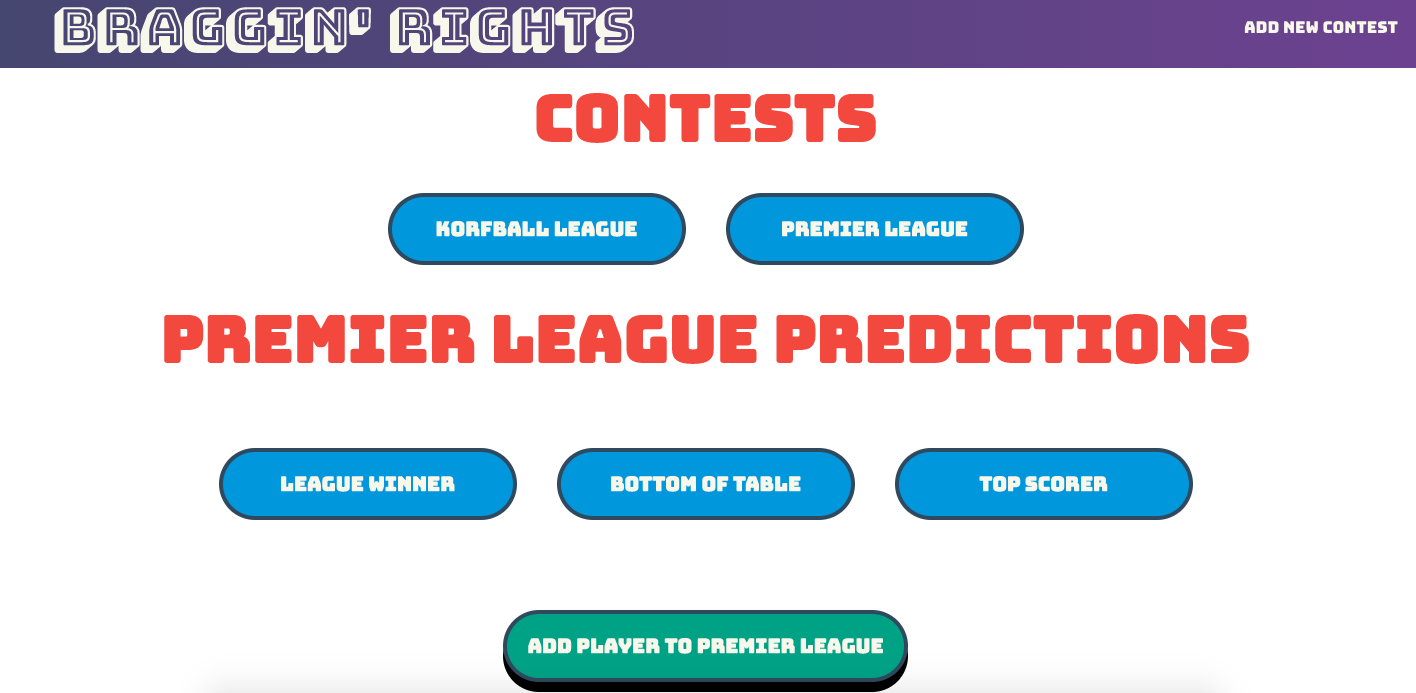 BRAGGIN' RIGHTS
ADD NEW CONTEST
CONTESTS
KORFBALL LEAGUE
PREMIER LEAGUE
PREMIER LEAGUE PREDICTIONS
LEAGUE WINNER
BOTTOM OF TABLE
TOP SCORER
ADD PLAYER TO PREMIER LEAGUE